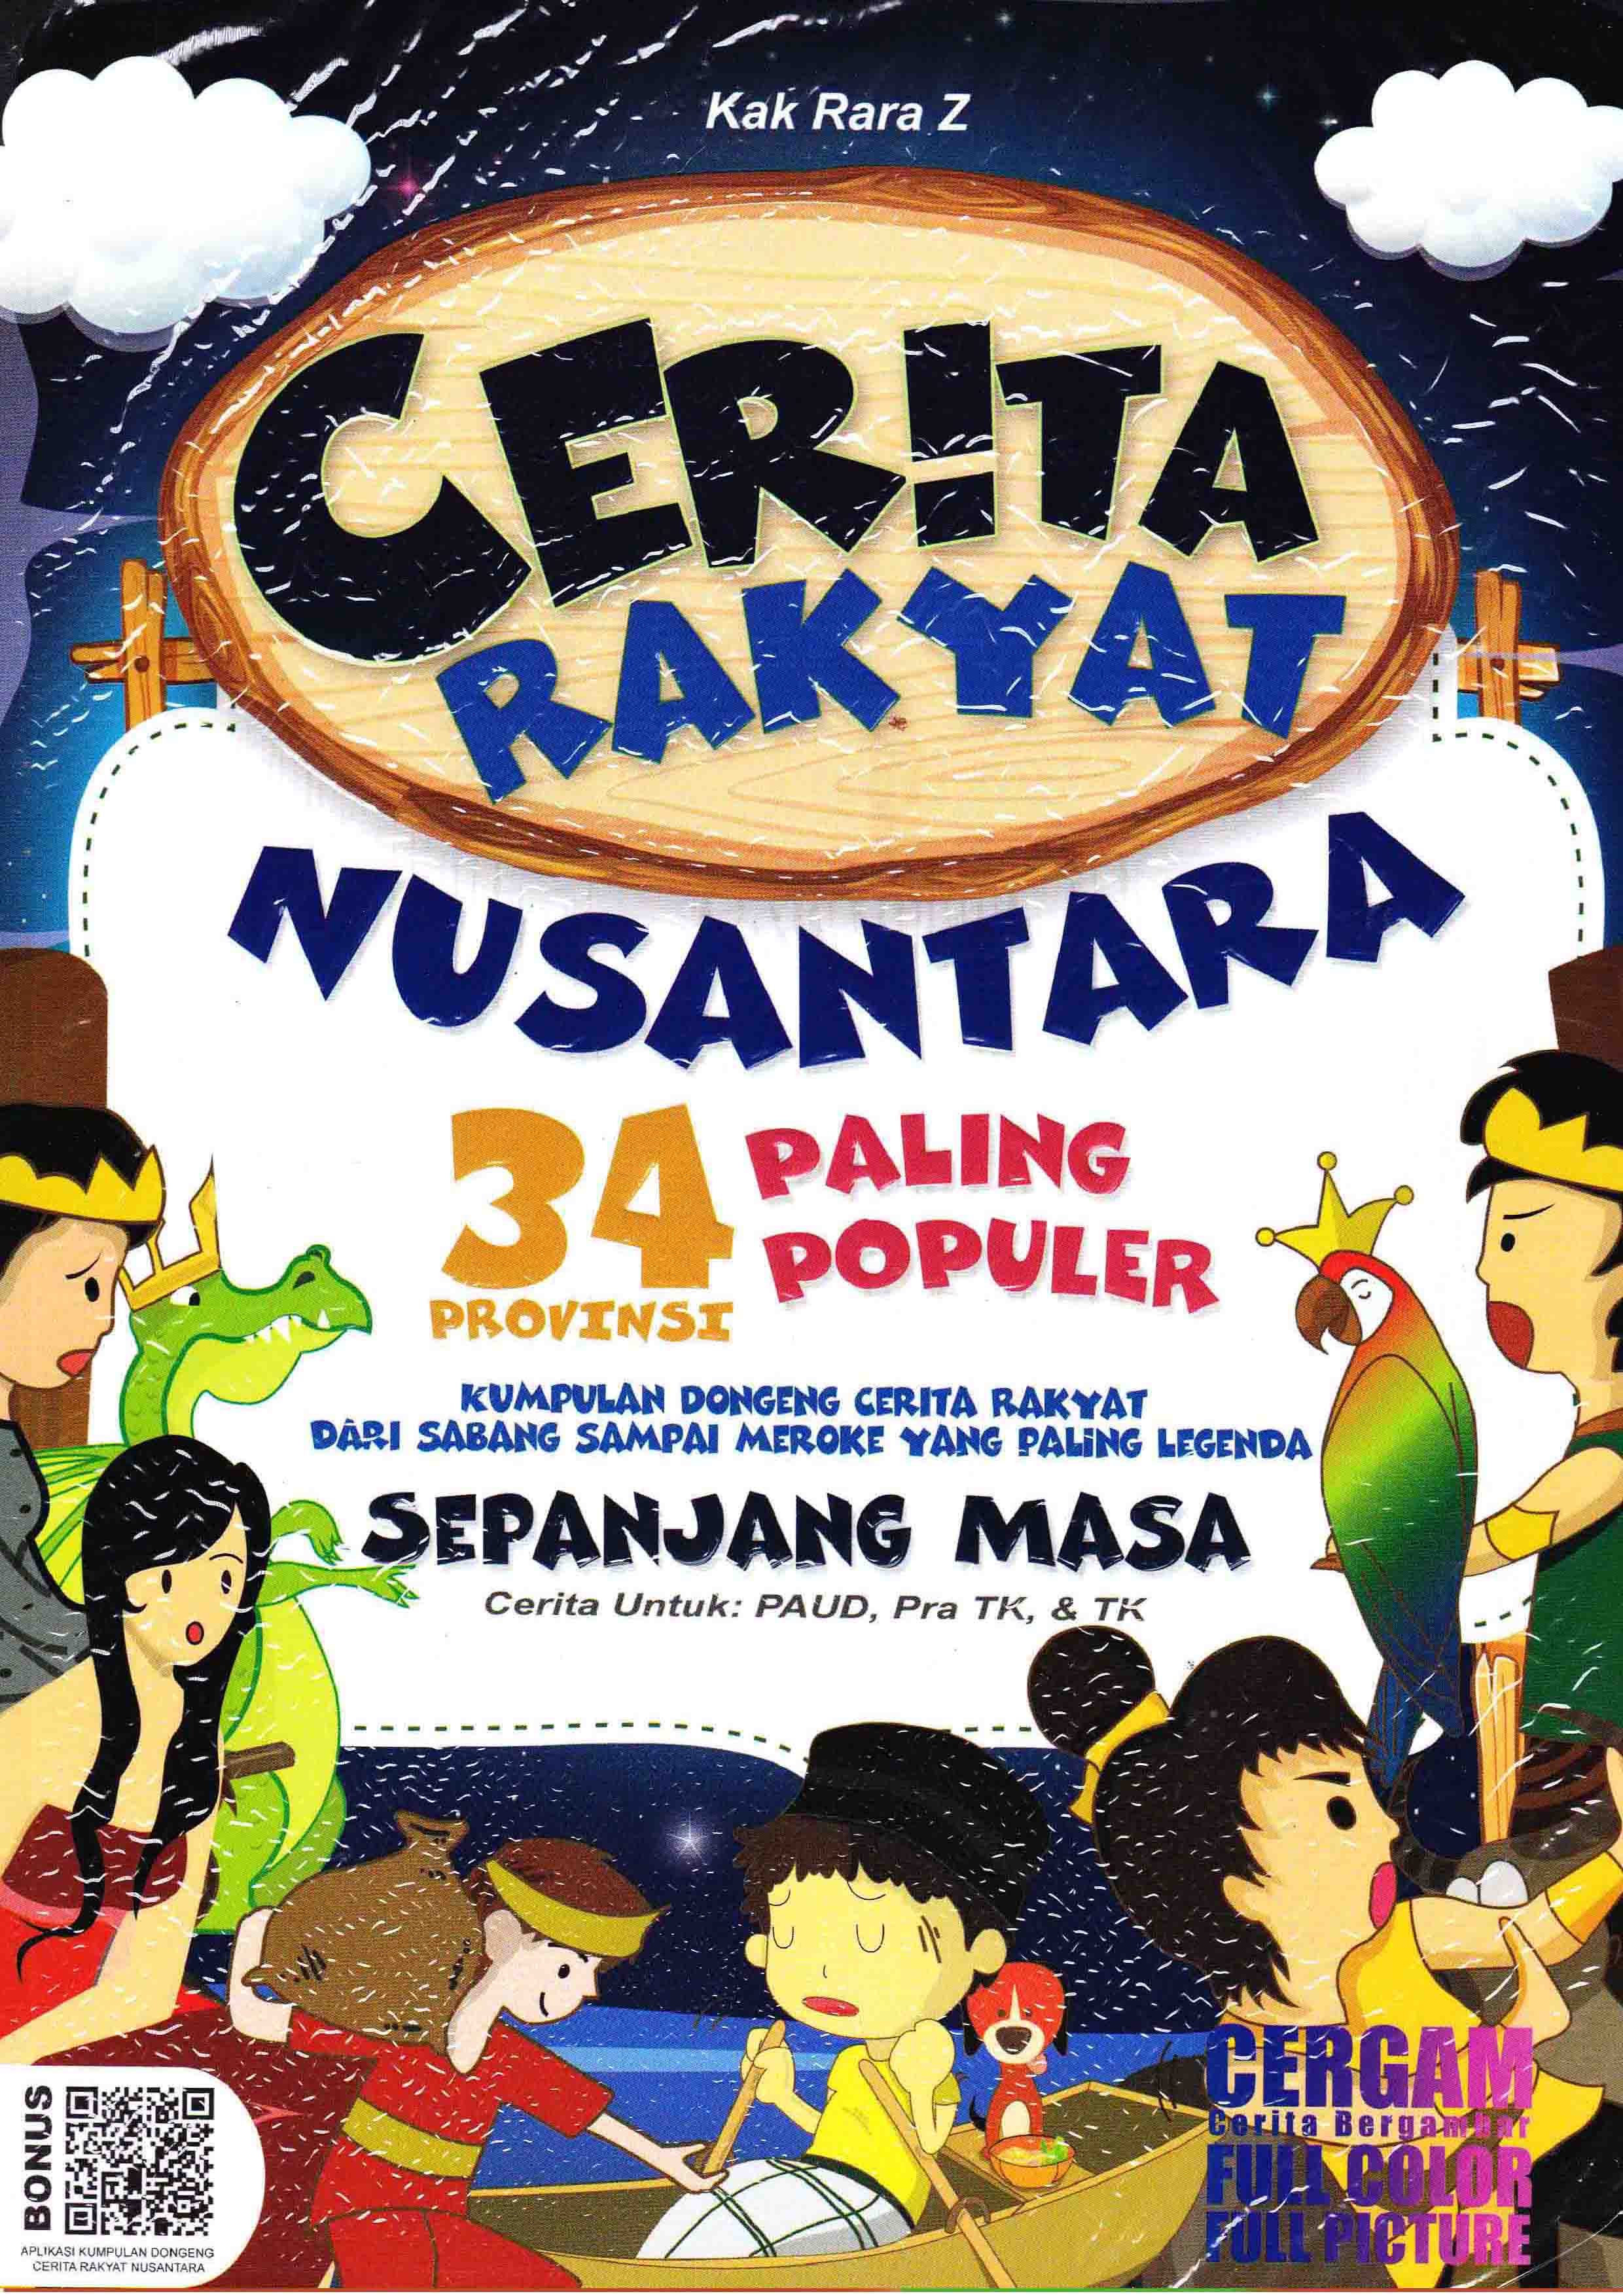 Kak Rara Z
CERITA
RAKYAT
NUSANTARA
34 PALING
POPULER
PROVINSI
KUMPULAN DONGENG CERITA RAKYAT
DARI SABANG SAMPAI MEROKE YANG PALING LEGENDA
SEPANJANG MASA
Cerita Untuk: PAUD, Pra TK, & TK
CERGAM
Cerita Bergambar
FULL COLOR
FULL PICTURE
BONUS
APLIKASI KUMPULAN DONGENG
CERITA RAKYAT NUSANTARA